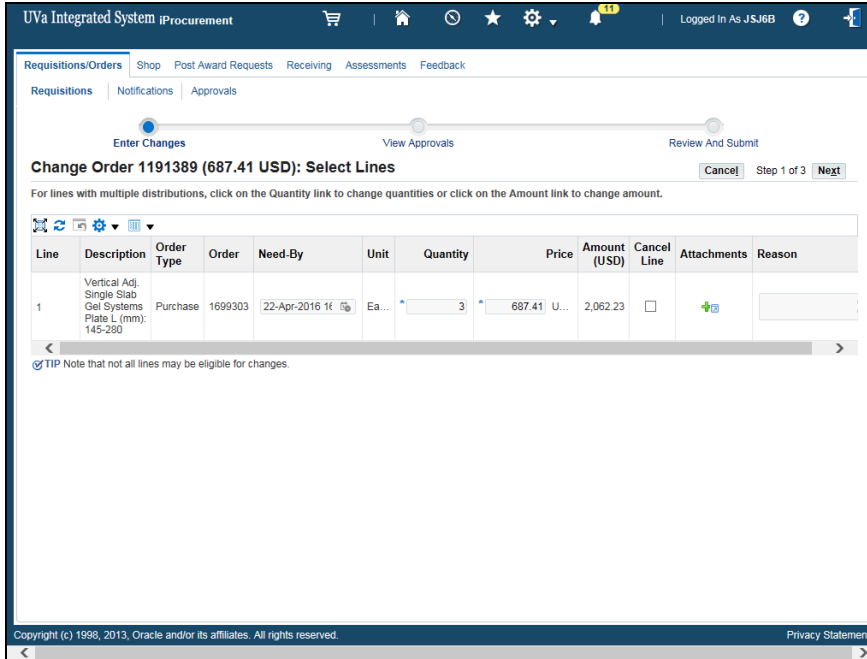 UVa Integrated System iProcurement 11 Logged In As JSJ6B ?
Requisitions/Orders Shop Post Award Requests Receiving Assessments Feedback
Requisitions Notifications Approvals
Enter Changes View Approvals Review And Submit
Change Order 1191389 (687.41 USD): Select Lines Cancel Step 1 of 3 Next
For lines with multiple distributions, click on the Quantity link to change quantities or click on the Amount link to change amount.
Line Description Order Type Order Need-By Unit Quantity Price Amount (USD) Cancel Line Attachments Reason
1 Vertical Adj. Single Slab Gel Systems Plate L (mm): 145-280 Purchase 1699303 22-Apr-2016 16 Ea... * 3 * 687.41 U... 2,062.23
TIP Note that not all lines may be eligible for changes.
Copyright (c) 1998, 2013, Oracle and/or its affiliates. All rights reserved. Privacy Statemen